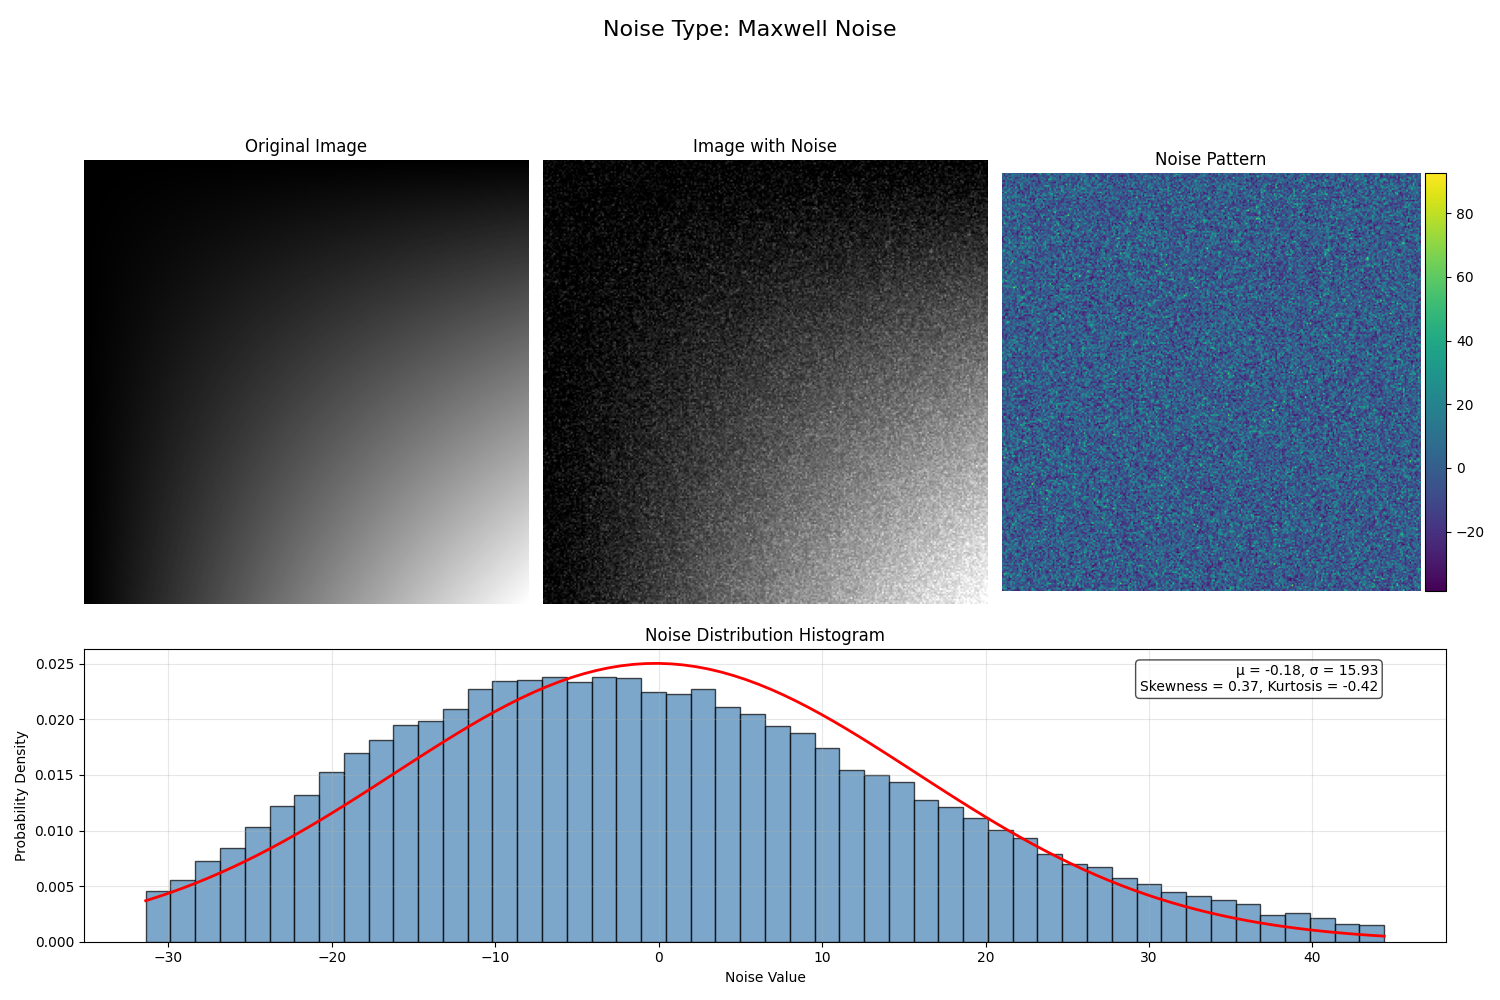 Noise Type: Maxwell Noise
Original Image
Image with Noise
Noise Pattern
80
60
40
20
0
−20
Noise Distribution Histogram
μ = -0.18, σ = 15.93
Skewness = 0.37, Kurtosis = -0.42
Probability Density
0.025
0.020
0.015
0.010
0.005
0.000
−30
−20
−10
0
10
20
30
40
Noise Value